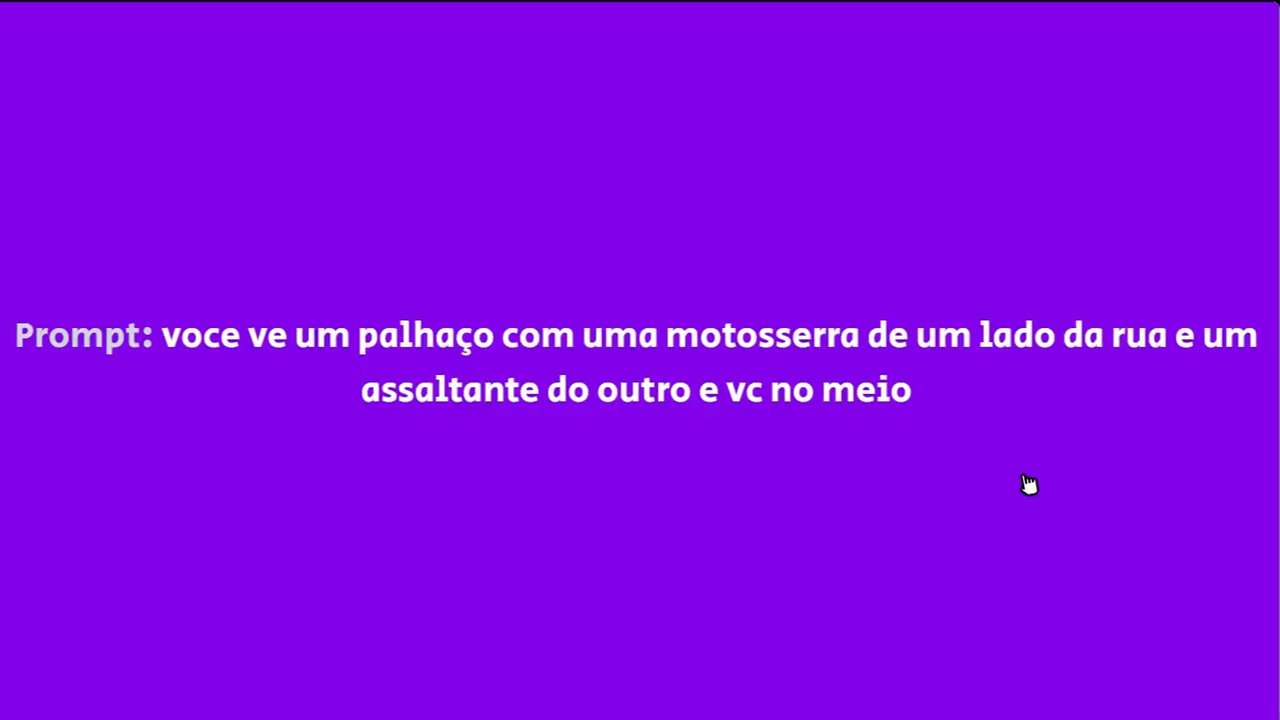 Prompt: voce ve um palhaço com uma motosserra de um lado da rua e um
assaltante do outro e vc no meio